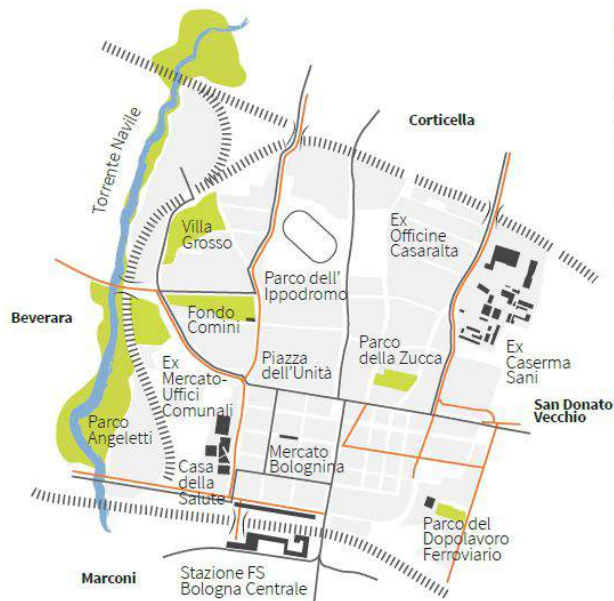 Corticella
Torrente Navile
Villa
Grosso
Ex
Officine
Casaralta
Parco dell'
Ippodromo
Beverara
Fondo
Comini
Ex
Mercato-
Uffici
Comunali
Piazza
dell'Unità
Parco
della Zucca
Ex
Caserma
Sani
San Donato
Vecchio
Parco
Angeletti
Casa
della
Salute
Mercato
Bolognina
Parco del
Dopolavoro
Ferroviario
Marconi
Stazione FS
Bologna Centrale